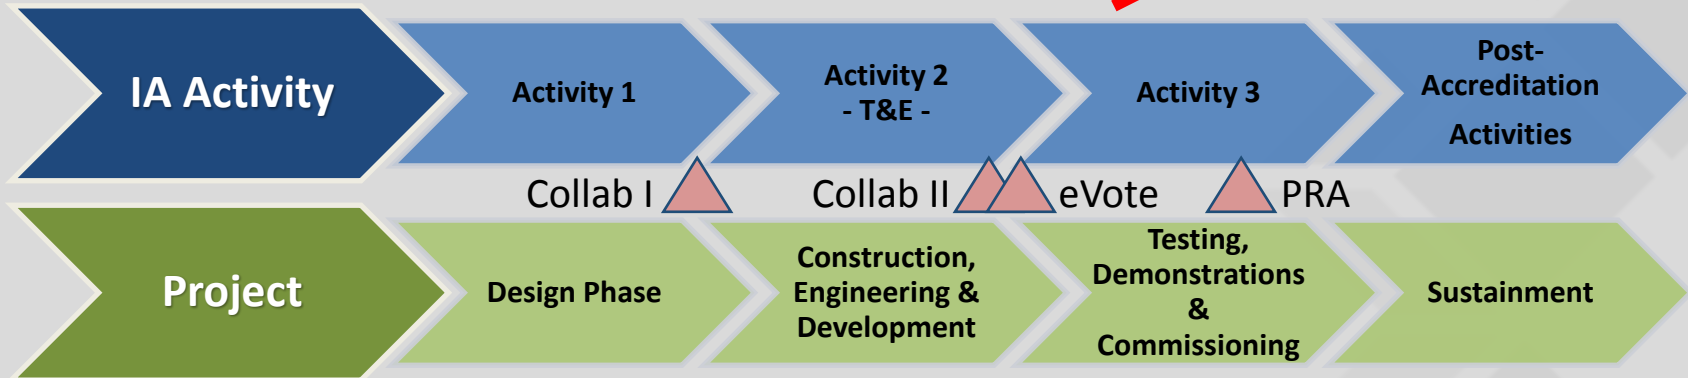 IA Activity
Activity 1
Activity 2
- T&E -
Activity 3
Post-
Accreditation
Activities
Collab I
Collab II
eVote
PRA
Project
Design Phase
Construction,
Engineering &
Development
Testing,
Demonstrations
&
Commissioning
Sustainment